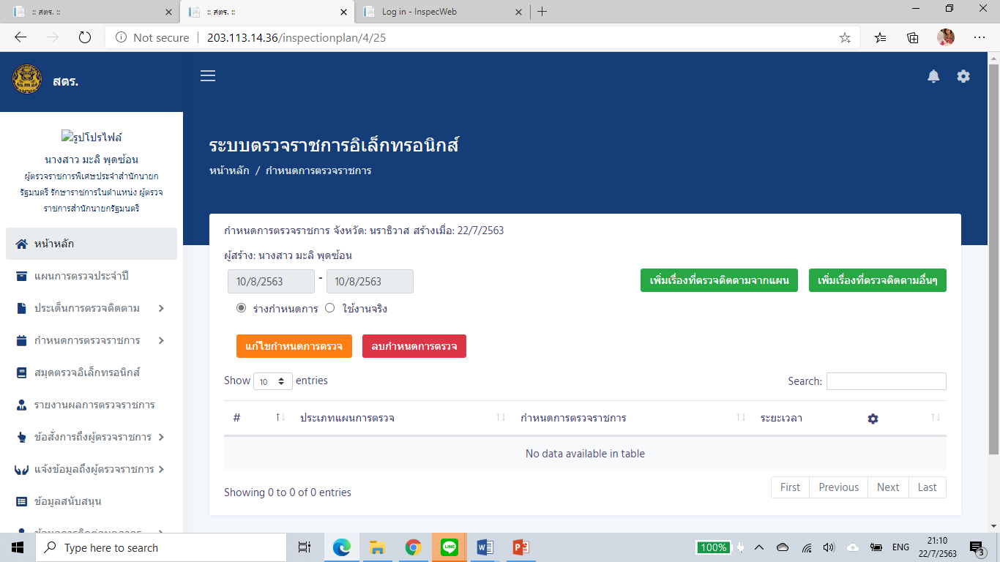 :: สตร. ::
:: สตร. ::
Log in - InspecWeb
Not secure
203.113.14.36/inspectionplan/4/25
สตร.
รูปโปรไฟล์
นางสาว มะลิ พุดซ้อน
ผู้ตรวจราชการพิเศษประจำสำนักนายก
รัฐมนตรี รักษาราชการในตำแหน่ง ผู้ตรวจ
ราชการสำนักนายกรัฐมนตรี
หน้าหลัก
แผนการตรวจประจำปี
ประเด็นการตรวจติดตาม
กำหนดการตรวจราชการ
สมุดตรวจอิเล็กทรอนิกส์
รายงานผลการตรวจราชการ
ข้อสั่งการถึงผู้ตรวจราชการ
แจ้งข้อมูลถึงผู้ตรวจราชการ
ข้อมูลสนับสนุน
ระบบตรวจราชการอิเล็กทรอนิกส์
หน้าหลัก / กำหนดการตรวจราชการ
กำหนดการตรวจราชการ จังหวัด: นราธิวาส สร้างเมื่อ: 22/7/2563
ผู้สร้าง: นางสาว มะลิ พุดซ้อน
10/8/2563 - 10/8/2563
เพิ่มเรื่องที่ตรวจติดตามจากแผน
เพิ่มเรื่องที่ตรวจติดตามอื่นๆ
ร่างกำหนดการ ใช้งานจริง
แก้ไขกำหนดการตรวจ
ลบกำหนดการตรวจ
Show 10 entries
Search:
# ประเภทแผนการตรวจ กำหนดการตรวจราชการ ระยะเวลา
No data available in table
Showing 0 to 0 of 0 entries
First Previous Next Last
Type here to search
100%
ENG
21:10
22/7/2563
3